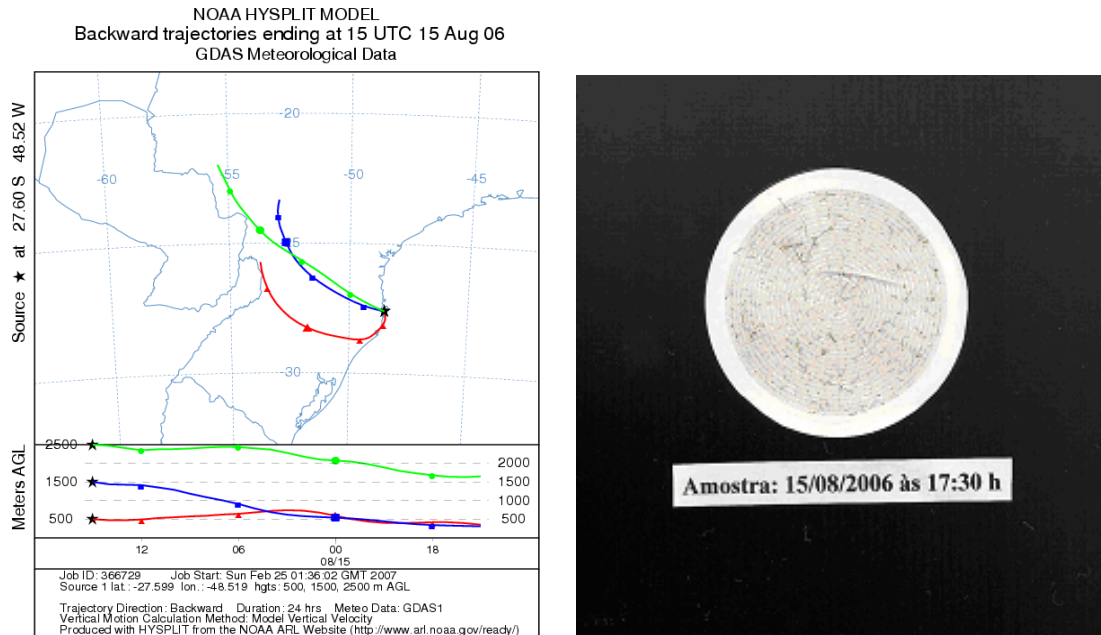 NOAA HYSPLIT MODEL
Backward trajectories ending at 15 UTC 15 Aug 06
GDAS Meteorological Data
Source ★ at 27.60 S 48.52 W
-20
-60
-55
-50
-45
-30
Meters AGL
2500
1500
500
2000
1500
1000
500
12
06
00
18
08/15
Job ID: 366729 Job Start: Sun Feb 25 01:36:02 GMT 2007
Source 1 lat.: -27.599 lon.: -48.519 hgts: 500, 1500, 2500 m AGL
Trajectory Direction: Backward Duration: 24 hrs Meteo Data: GDAS1
Vertical Motion Calculation Method: Model Vertical Velocity
Produced with HYSPLIT from the NOAA ARL Website (http://www.arl.noaa.gov/ready/)
Amostra: 15/08/2006 às 17:30 h